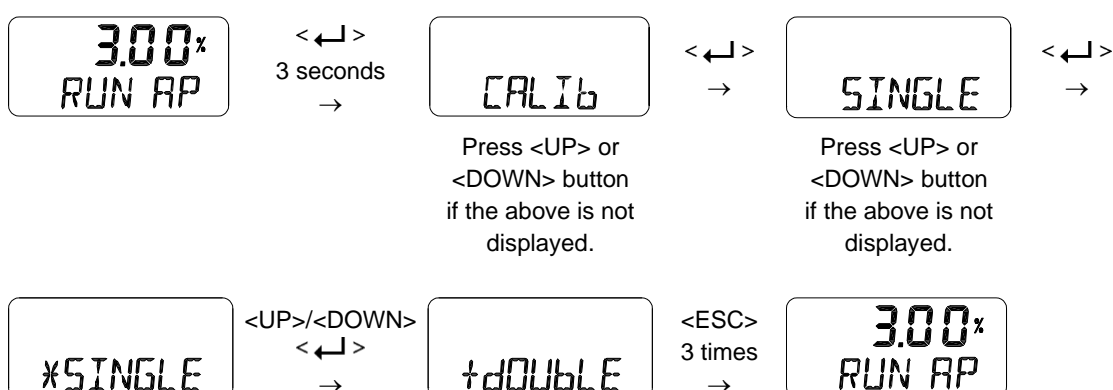 3.00%
RUN AP
<↵>
3 seconds
→
CALIb
<↵>
→
SINGLE
<↵>
→
Press <UP> or
<DOWN> button
if the above is not
displayed.
Press <UP> or
<DOWN> button
if the above is not
displayed.
*SINGLE
<UP>/<DOWN>
<↵>
→
+dOUbLE
<ESC>
3 times
→
3.00%
RUN AP